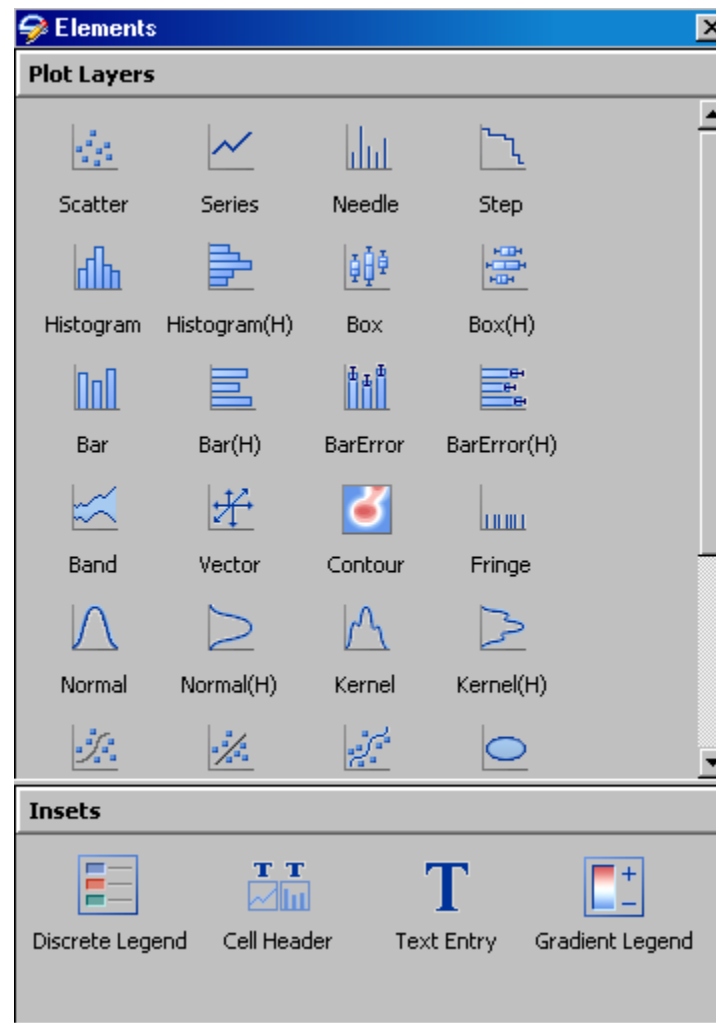 Elements
Plot Layers
Scatter Series Needle Step
Histogram Histogram(H) Box Box(H)
Bar Bar(H) BarError BarError(H)
Band Vector Contour Fringe
Normal Normal(H) Kernel Kernel(H)
Insets
Discrete Legend Cell Header Text Entry Gradient Legend